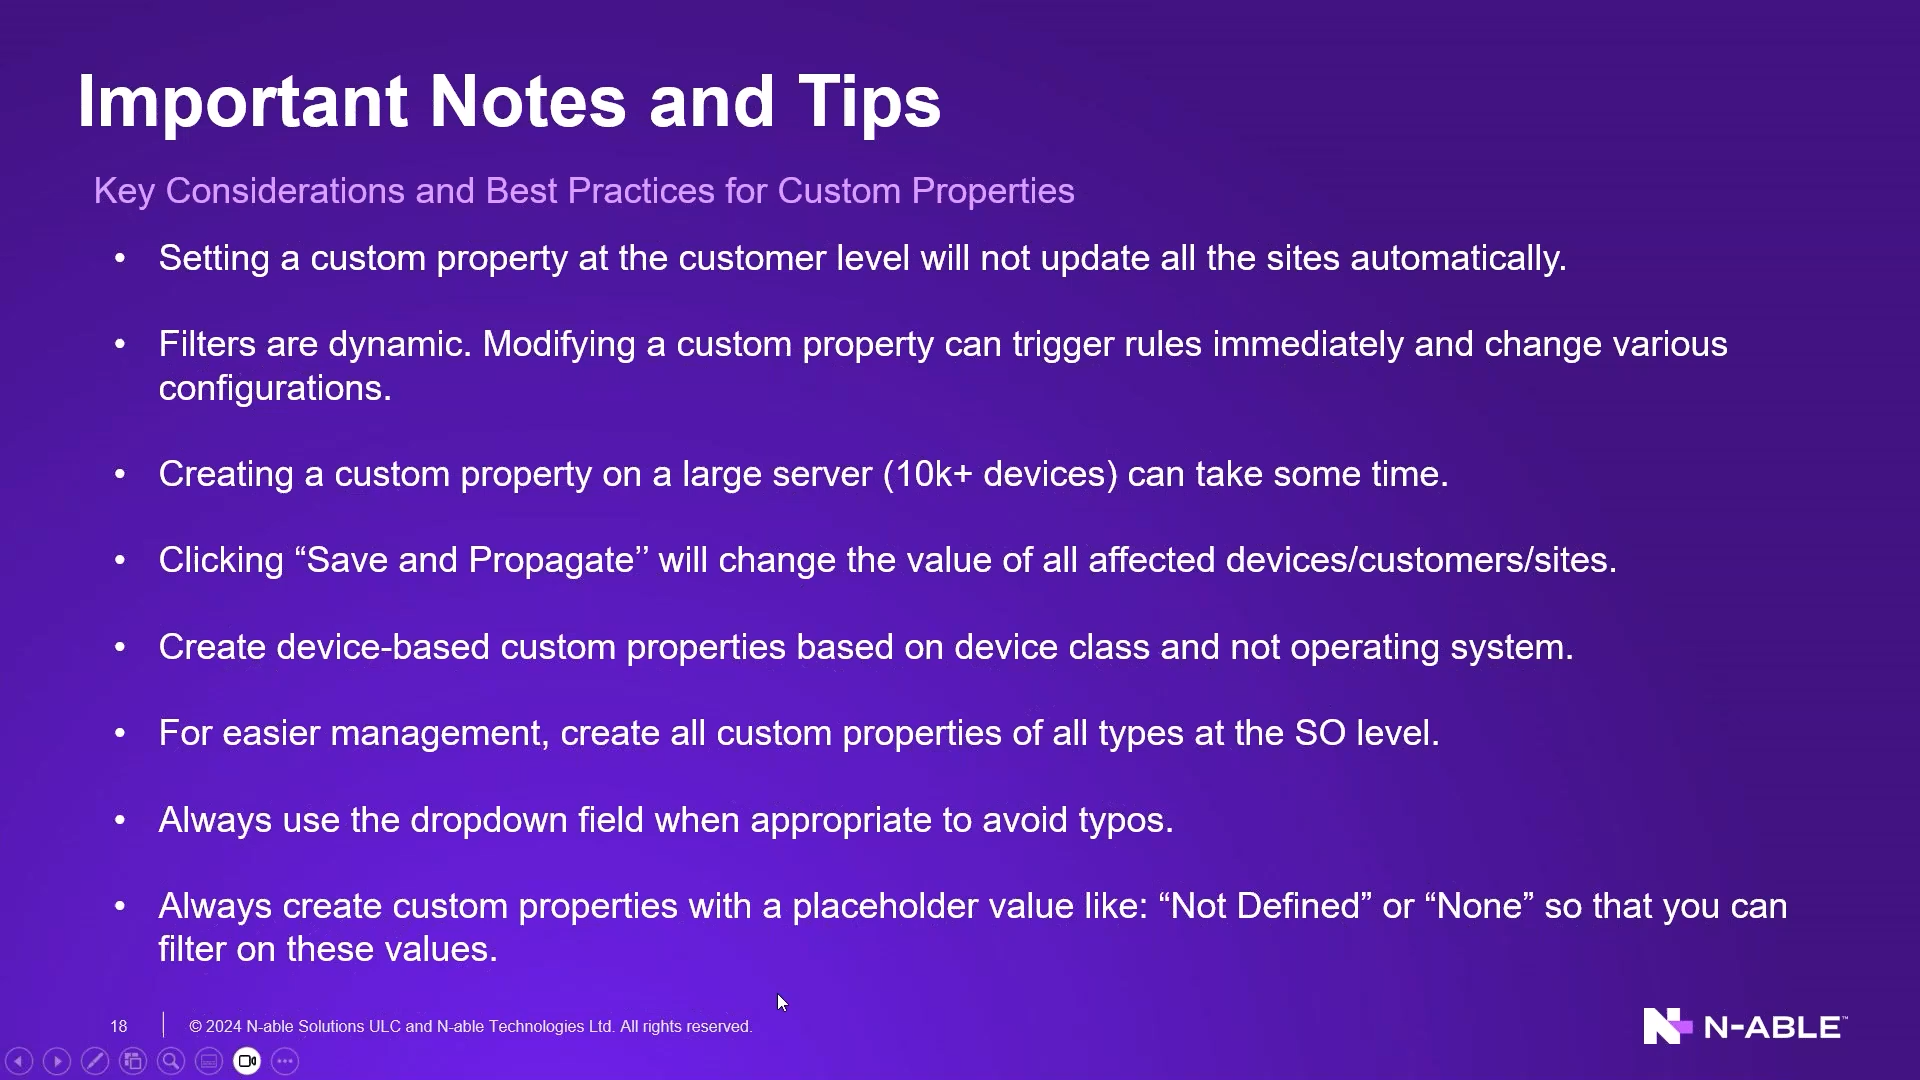 Important Notes and Tips
Key Considerations and Best Practices for Custom Properties
• Setting a custom property at the customer level will not update all the sites automatically.
• Filters are dynamic. Modifying a custom property can trigger rules immediately and change various
configurations.
• Creating a custom property on a large server (10k+ devices) can take some time.
• Clicking “Save and Propagate’’ will change the value of all affected devices/customers/sites.
• Create device-based custom properties based on device class and not operating system.
• For easier management, create all custom properties of all types at the SO level.
• Always use the dropdown field when appropriate to avoid typos.
• Always create custom properties with a placeholder value like: “Not Defined” or “None” so that you can
filter on these values.
18 © 2024 N-able Solutions ULC and N-able Technologies Ltd. All rights reserved.
N-ABLE™